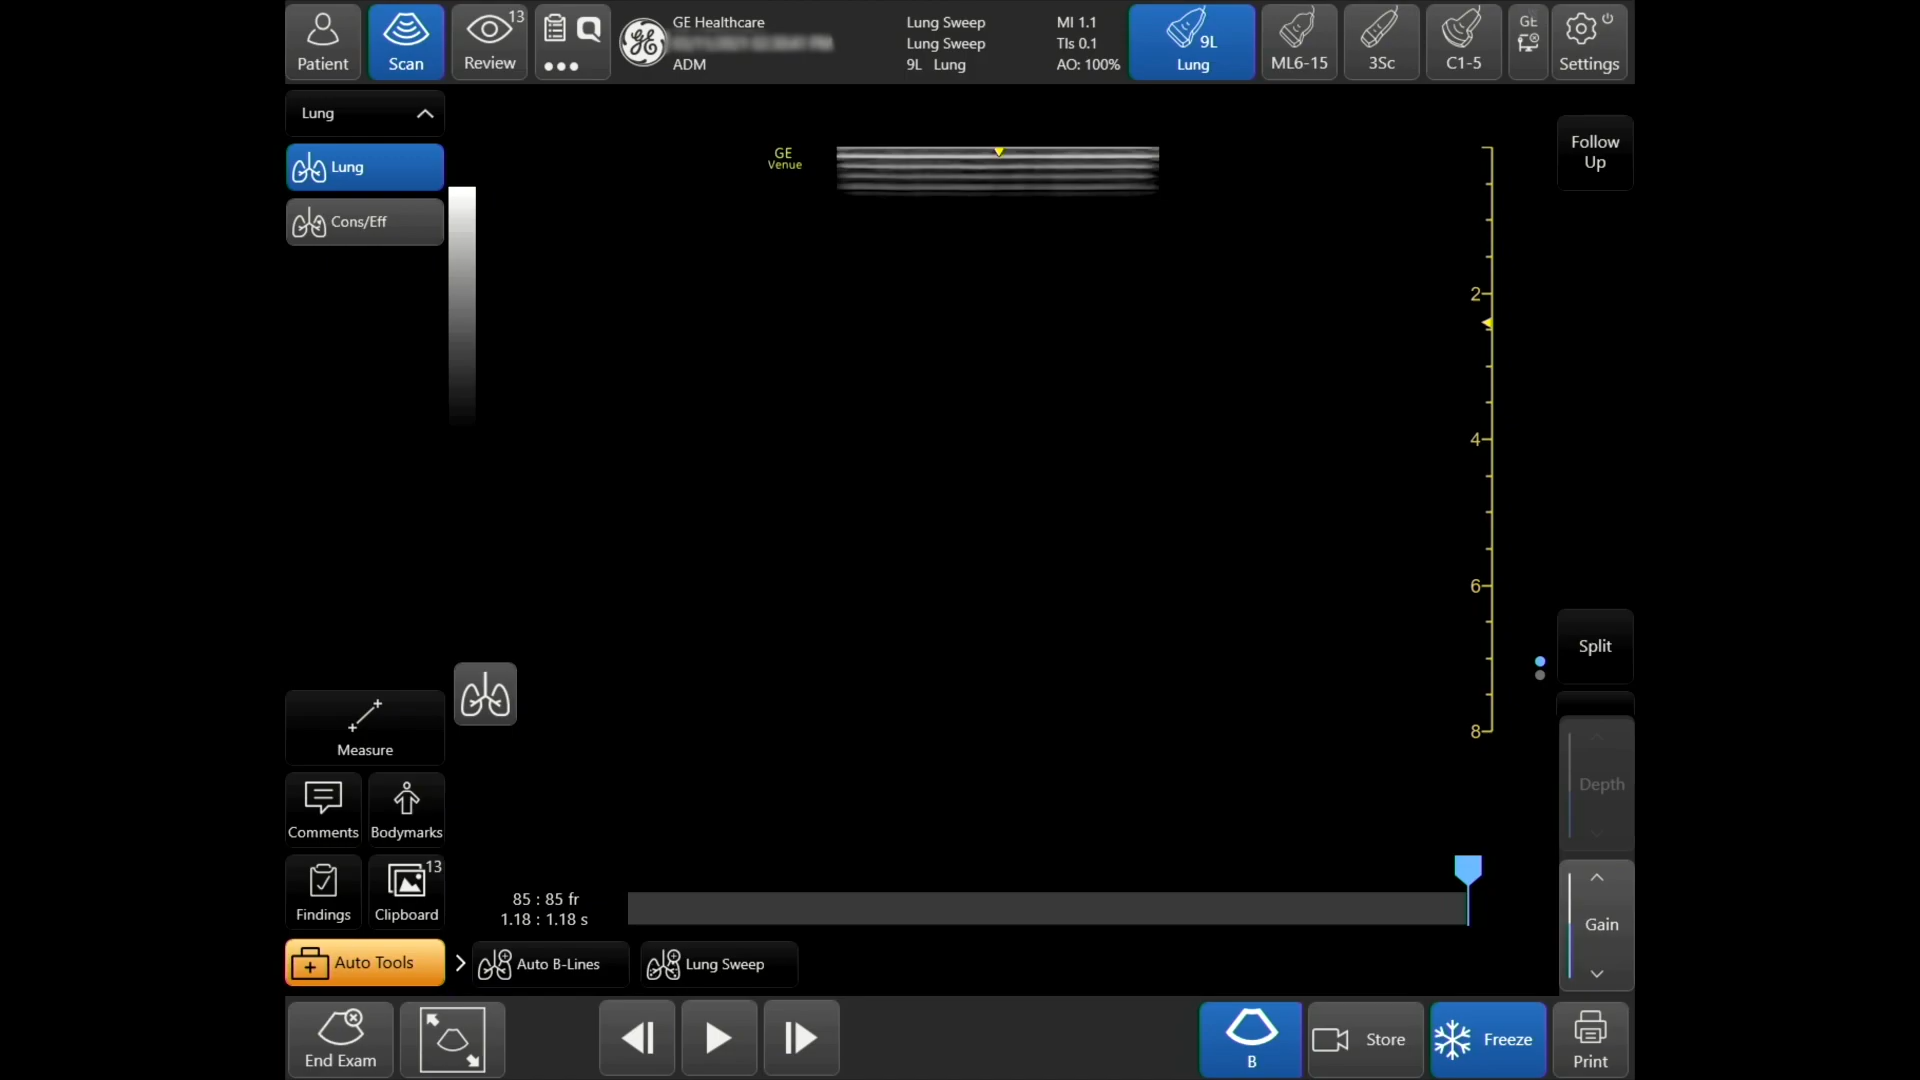 Patient
Scan
Review
13
GE Healthcare
ADM
Lung Sweep
Lung Sweep
9L Lung
MI 1.1
TIs 0.1
AO: 100%
9L
Lung
ML6-15
3Sc
C1-5
GE
Settings
Lung
Lung
Cons/Eff
GE
Venue
Follow
Up
2
4
6
8
Split
Depth
Gain
Measure
Comments
Bodymarks
Findings
Clipboard
13
85 : 85 fr
1.18 : 1.18 s
Auto Tools
Auto B-Lines
Lung Sweep
End Exam
B
Store
Freeze
Print